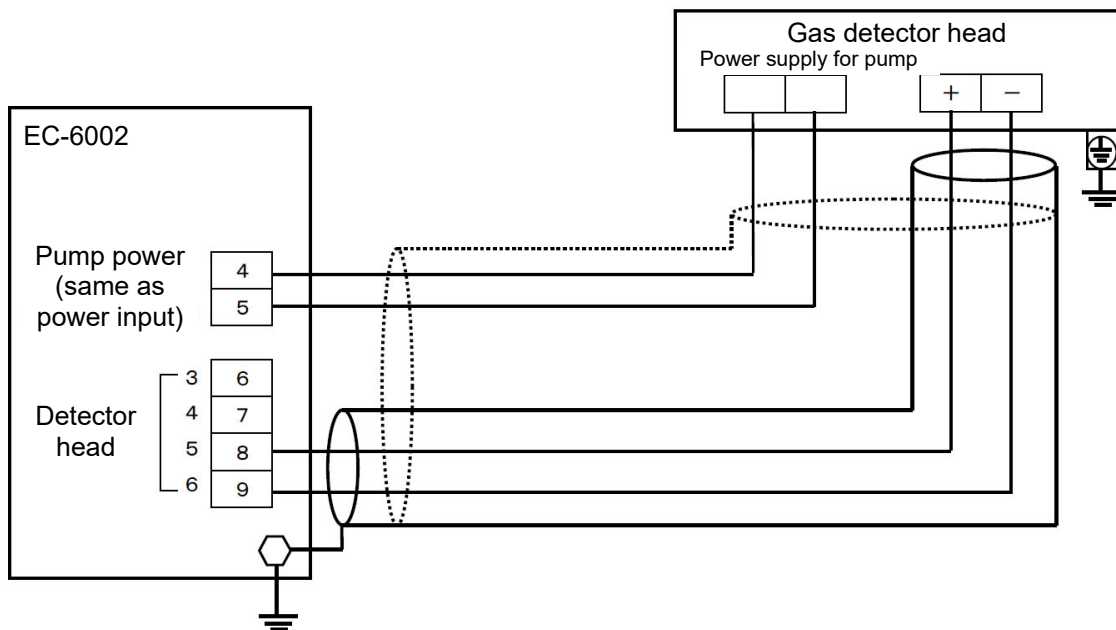 Gas detector head
Power supply for pump
+ −
EC-6002
Pump power
(same as
power input)
4
5
Detector
head
3 6
4 7
5 8
6 9